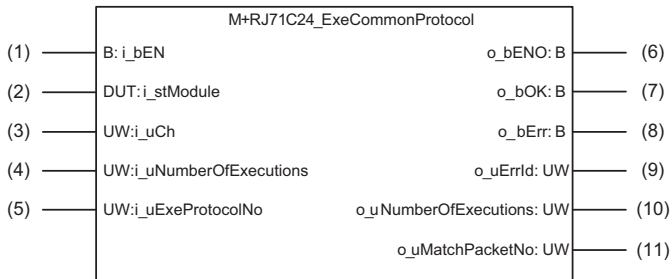 M+RJ71C24_ExeCommonProtocol
(1) B: i_bEN o_bENO: B (6)
(2) DUT: i_stModule o_bOK: B (7)
(3) UW:i_uCh o_bErr: B (8)
(4) UW:i_uNumberOfExecutions o_uErrId: UW (9)
(5) UW:i_uExeProtocolNo o_uNumberOfExecutions: UW (10)
o_uMatchPacketNo: UW (11)